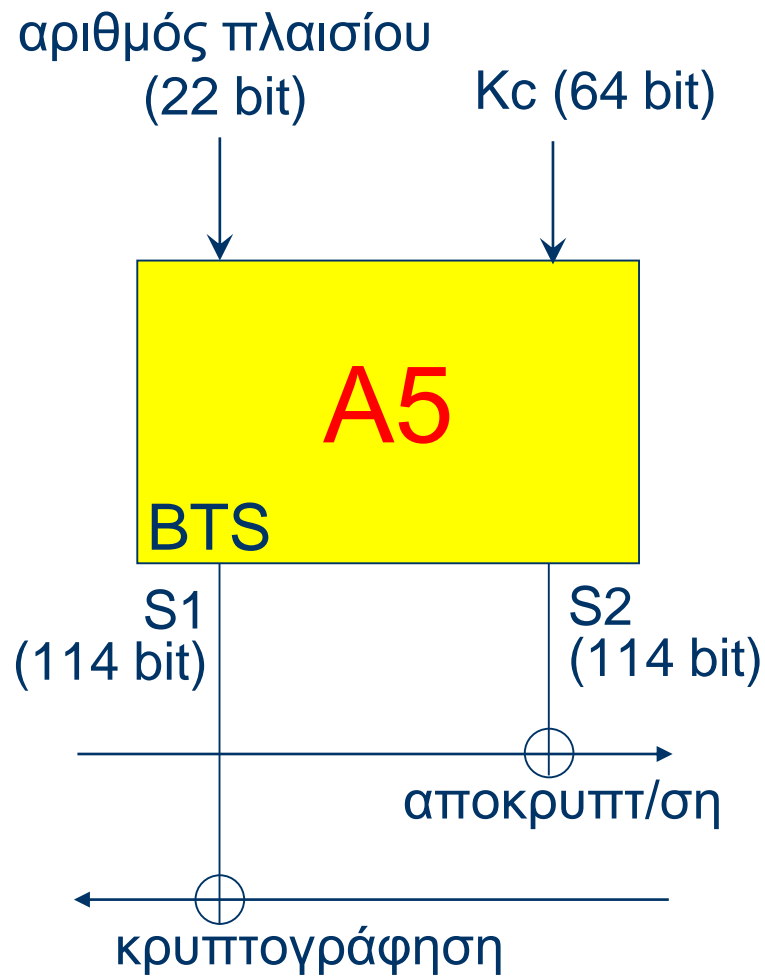 αριθμός πλαισίου
(22 bit)
Kc (64 bit)
A5
BTS
S1
(114 bit)
S2
(114 bit)
αποκρυπτ/ση
κρυπτογράφηση